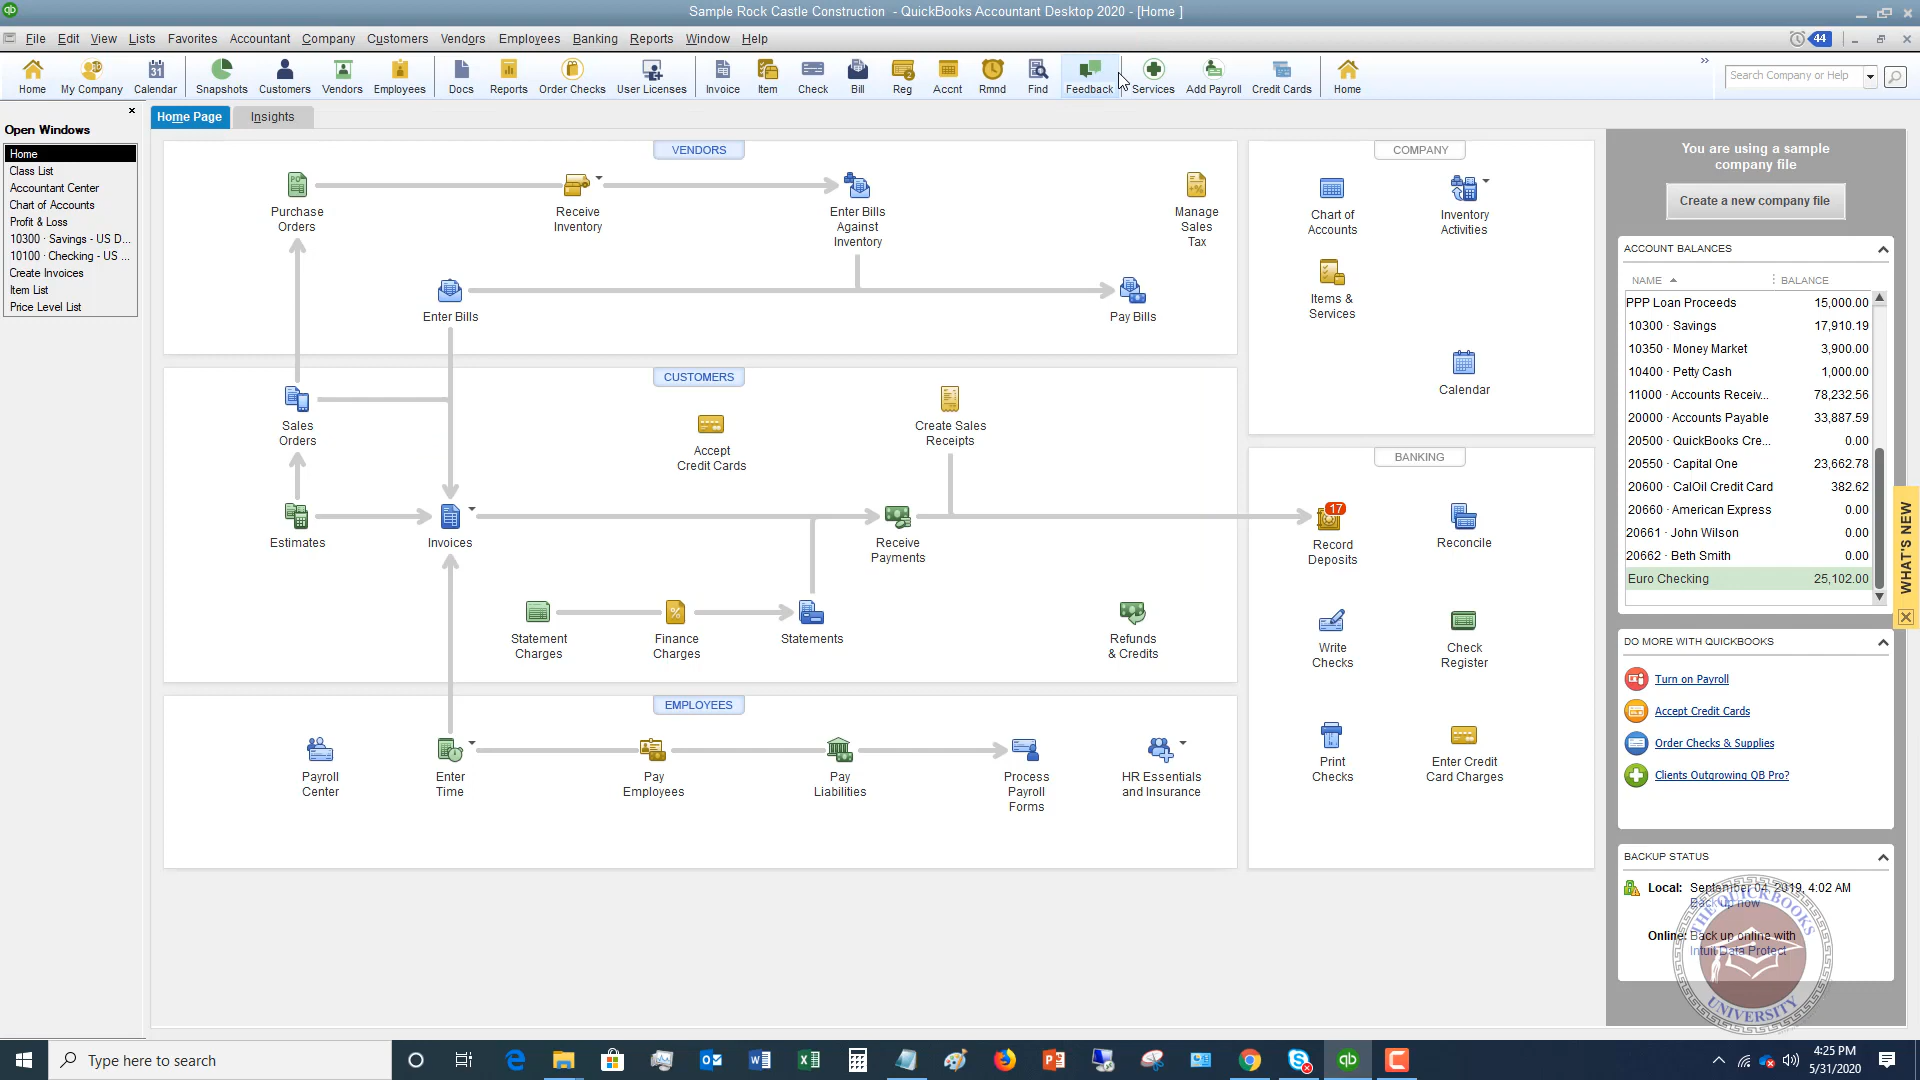 Sample Rock Castle Construction - QuickBooks Accountant Desktop 2020 - [Home ]
File Edit View Lists Favorites Accountant Company Customers Vendors Employees Banking Reports Window Help
44
Home My Company Calendar Snapshots Customers Vendors Employees Docs Reports Order Checks User Licenses Invoice Item Check Bill Reg Accnt Rmnd Find Feedback Services Add Payroll Credit Cards Home
Search Company or Help
Open Windows
Home
Class List
Accountant Center
Chart of Accounts
Profit & Loss
10300 · Savings - US D...
10100 · Checking - US ...
Create Invoices
Item List
Price Level List
Home Page Insights
VENDORS
Purchase
Orders
Receive
Inventory
Enter Bills
Against
Inventory
Manage
Sales
Tax
Enter Bills
Pay Bills
CUSTOMERS
Sales
Orders
Accept
Credit Cards
Create Sales
Receipts
Estimates
Invoices
Receive
Payments
Statement
Charges
Finance
Charges
Statements
Refunds
& Credits
EMPLOYEES
Payroll
Center
Enter
Time
Pay
Employees
Pay
Liabilities
Process
Payroll
Forms
HR Essentials
and Insurance
COMPANY
Chart of
Accounts
Inventory
Activities
Items &
Services
Calendar
BANKING
17
Record
Deposits
Reconcile
Write
Checks
Check
Register
Print
Checks
Enter Credit
Card Charges
You are using a sample
company file
Create a new company file
ACCOUNT BALANCES
NAME BALANCE
PPP Loan Proceeds 15,000.00
10300 · Savings 17,910.19
10350 · Money Market 3,900.00
10400 · Petty Cash 1,000.00
11000 · Accounts Receiv... 78,232.56
20000 · Accounts Payable 33,887.59
20500 · QuickBooks Cre... 0.00
20550 · Capital One 23,662.78
20600 · CalOil Credit Card 382.62
20660 · American Express 0.00
20661 · John Wilson 0.00
20662 · Beth Smith 0.00
Euro Checking 25,102.00
WHAT'S NEW
DO MORE WITH QUICKBOOKS
Turn on Payroll
Accept Credit Cards
Order Checks & Supplies
Clients Outgrowing QB Pro?
BACKUP STATUS
Local: September 04, 2019, 4:02 AM
Back up now
Online: Back up online with
Intuit Data Protect
THE QUICKBOOKS
UNIVERSITY
Type here to search
4:25 PM
5/31/2020